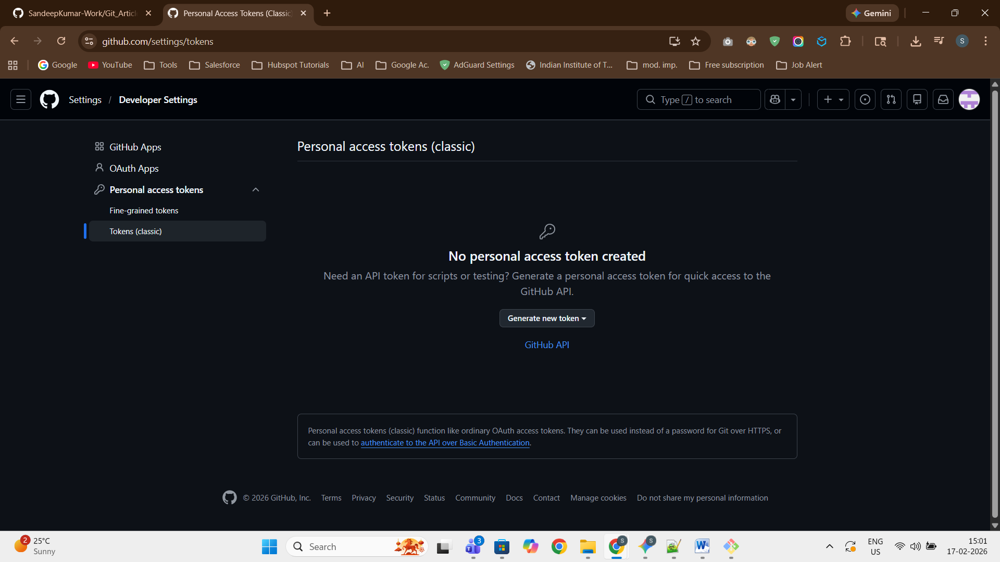 SandeepKumar-Work/Git_Artic
Personal Access Tokens (Classic
Gemini
github.com/settings/tokens
S
Google
YouTube
Tools
Salesforce
Hubspot Tutorials
AI
Google Ac.
AdGuard Settings
Indian Institute of T...
mod. imp.
Free subscription
Job Alert
Settings / Developer Settings
Type / to search
GitHub Apps
OAuth Apps
Personal access tokens
Fine-grained tokens
Tokens (classic)
Personal access tokens (classic)
No personal access token created
Need an API token for scripts or testing? Generate a personal access token for quick access to the
GitHub API.
Generate new token
GitHub API
Personal access tokens (classic) function like ordinary OAuth access tokens. They can be used instead of a password for Git over HTTPS, or
can be used to authenticate to the API over Basic Authentication.
© 2026 GitHub, Inc. Terms Privacy Security Status Community Docs Contact Manage cookies Do not share my personal information
2
25°C
Sunny
Search
T
3
S
S
W
ENG
US
15:01
17-02-2026